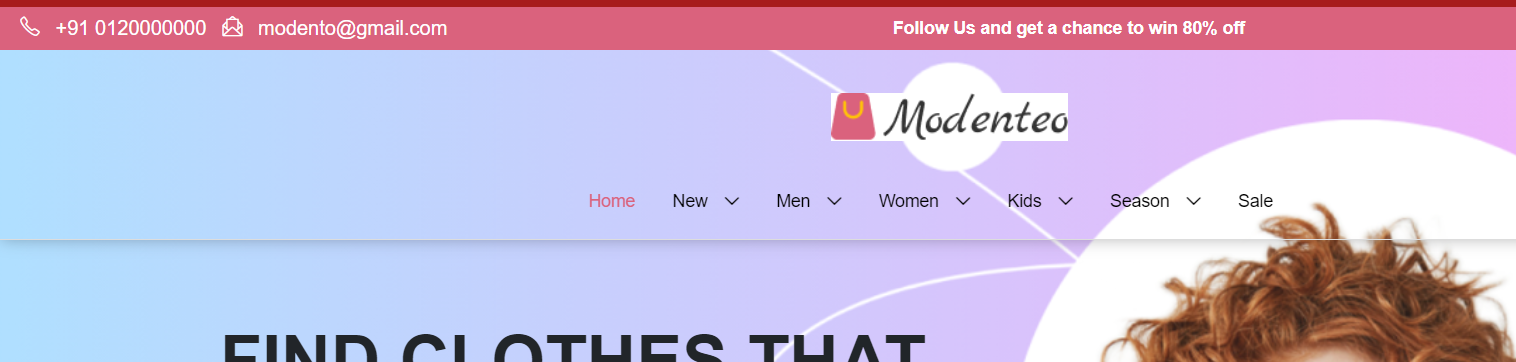 +91 0120000000 modento@gmail.com Follow Us and get a chance to win 80% off
Modenteo
Home New Men Women Kids Season Sale
FIND CLOTHES THAT